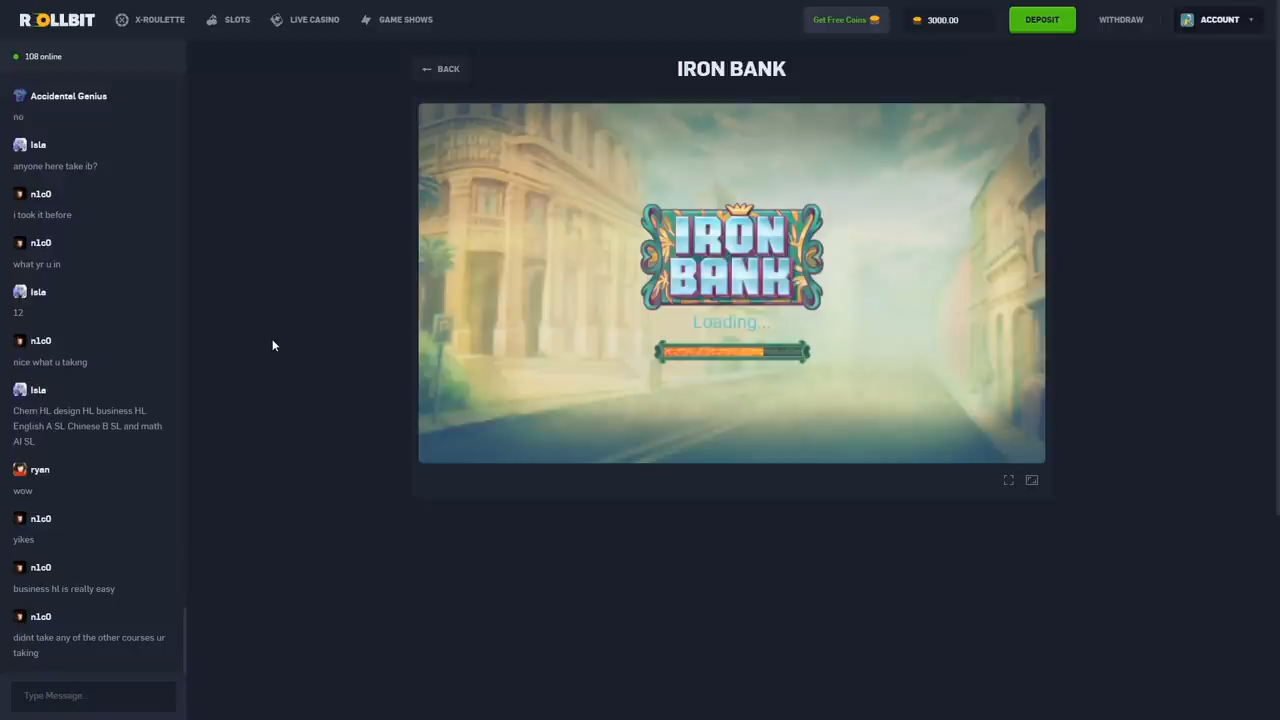 ROLLBIT
X-ROULETTE
SLOTS
LIVE CASINO
GAME SHOWS
Get Free Coins
3000.00
DEPOSIT
WITHDRAW
ACCOUNT
108 online
Accidental Genius
no
Isla
anyone here take ib?
n1c0
i took it before
n1c0
what yr u in
Isla
12
n1c0
nice what u taking
Isla
Chem HL design HL business HL
English A SL Chinese B SL and math
AI SL
ryan
wow
n1c0
yikes
n1c0
business hl is really easy
n1c0
didnt take any of the other courses ur
taking
Type Message...
← BACK
IRON BANK
IRON
BANK
Loading...